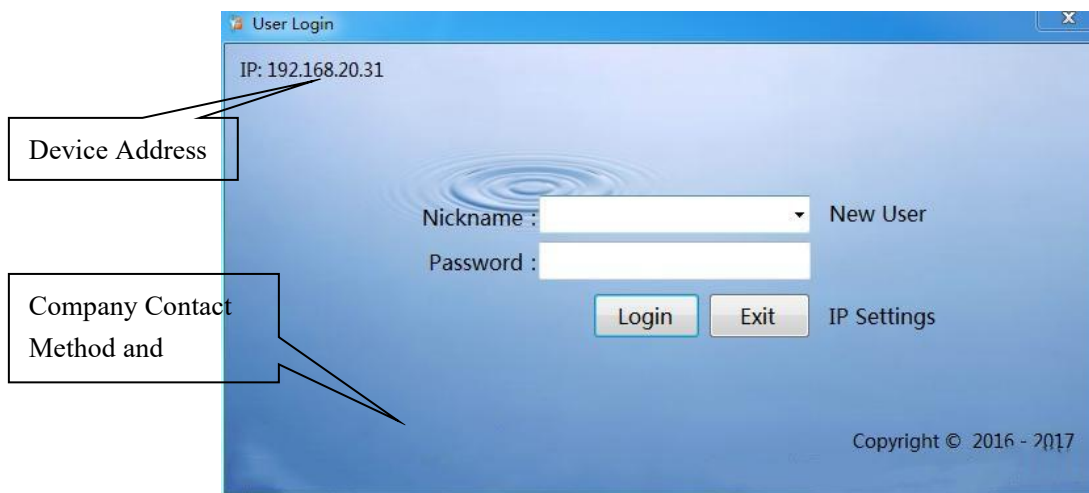 User Login
IP: 192.168.20.31
Device Address
Nickname :
New User
Password :
Company Contact
Method and
Login
Exit
IP Settings
Copyright © 2016 - 2017